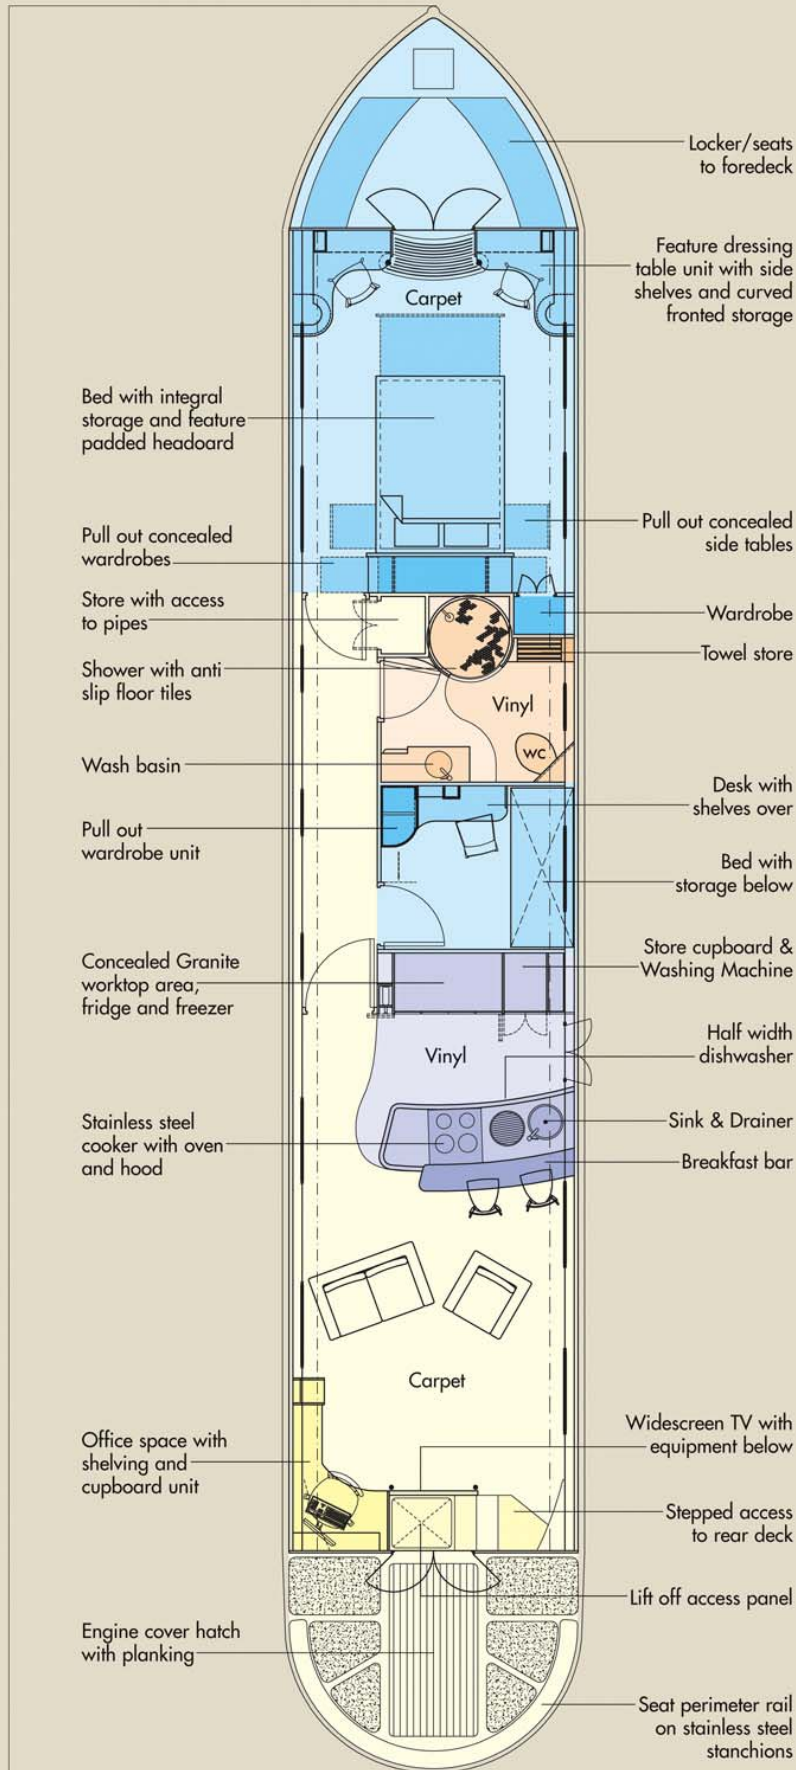 Locker/seats
to foredeck
Feature dressing
table unit with side
shelves and curved
fronted storage
Carpet
Bed with integral
storage and feature
padded headoard
Pull out concealed
wardrobes
Pull out concealed
side tables
Store with access
to pipes
Wardrobe
Towel store
Shower with anti
slip floor tiles
Vinyl
WC
Wash basin
Desk with
shelves over
Pull out
wardrobe unit
Bed with
storage below
Concealed Granite
worktop area,
fridge and freezer
Store cupboard &
Washing Machine
Vinyl
Half width
dishwasher
Stainless steel
cooker with oven
and hood
Sink & Drainer
Breakfast bar
Carpet
Office space with
shelving and
cupboard unit
Widescreen TV with
equipment below
Stepped access
to rear deck
Lift off access panel
Engine cover hatch
with planking
Seat perimeter rail
on stainless steel
stanchions